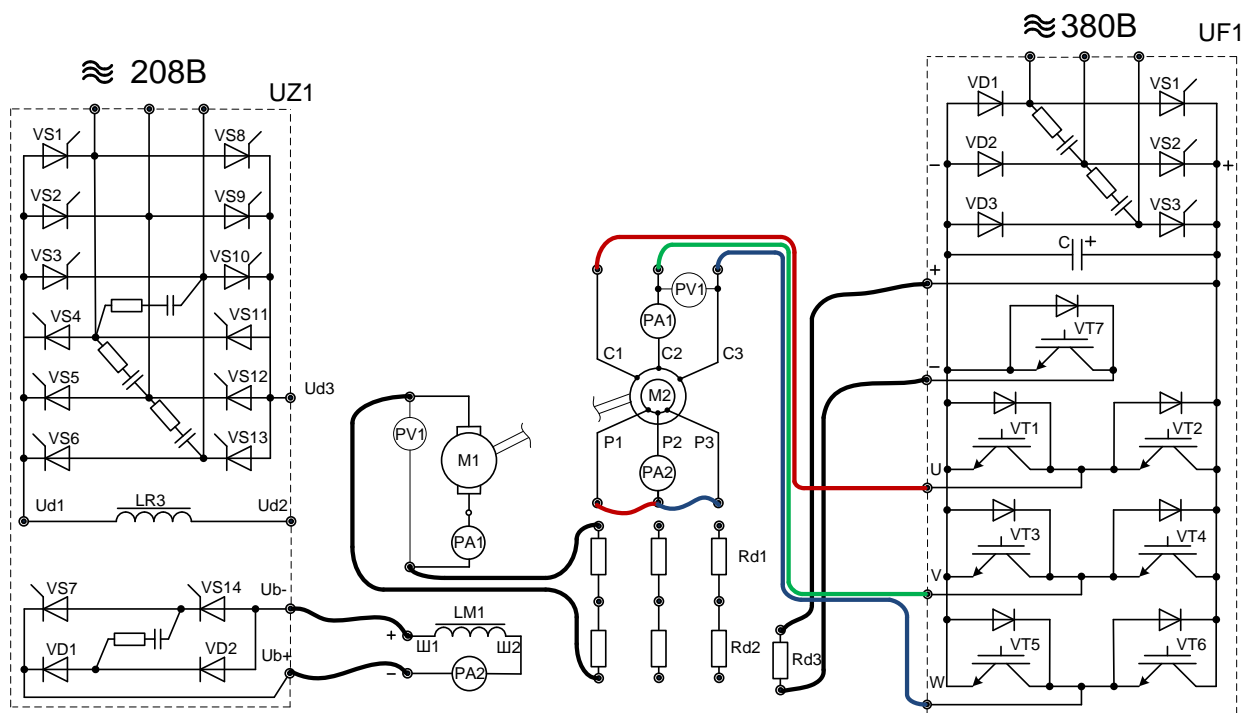 ≋ 380В
UF1
≋ 208В
UZ1
VD1
VS1
VS1
VS8
VD2
VS2
-
+
VS2
VS9
VD3
VS3
VS3
VS10
C
+
+
PV1
VS4
VS11
PA1
VT7
C1
C2
C3
VS5
VS12
Ud3
-
M2
PV1
VT1
VT2
VS6
VS13
P1
P2
P3
M1
U
PA2
Ud1
LR3
Ud2
PA1
Rd1
VT3
VT4
V
VS7
VS14
Ub-
LM1
+
Ш1
Ш2
VD1
VD2
Ub+
Rd2
Rd3
VT5
VT6
-
PA2
W